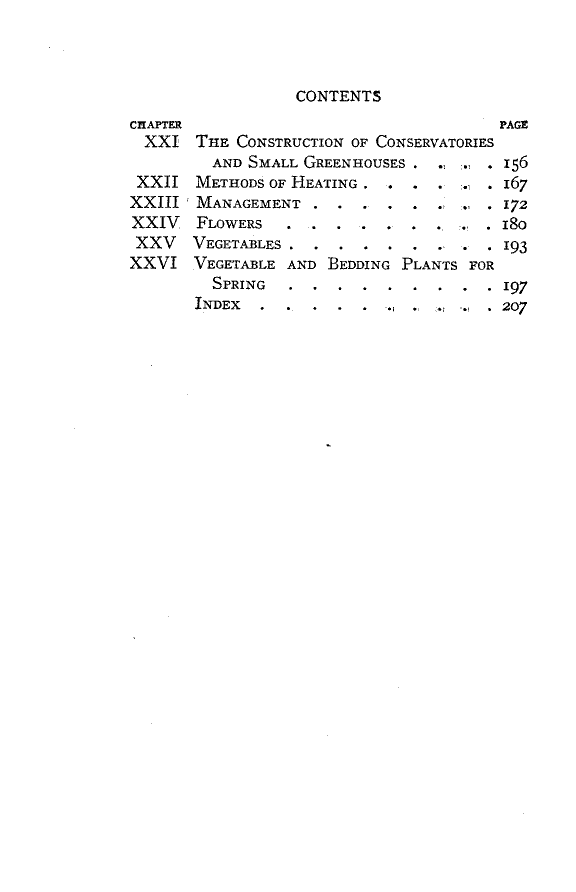 CONTENTS
CHAPTER PAGE
XXI THE CONSTRUCTION OF CONSERVATORIES
AND SMALL GREENHOUSES . . . . 156
XXII METHODS OF HEATING . . . . . . 167
XXIII MANAGEMENT . . . . . . . . 172
XXIV FLOWERS . . . . . . . . . 180
XXV VEGETABLES . . . . . . . . . 193
XXVI VEGETABLE AND BEDDING PLANTS FOR
SPRING . . . . . . . . . 197
INDEX . . . . . . . . . . 207